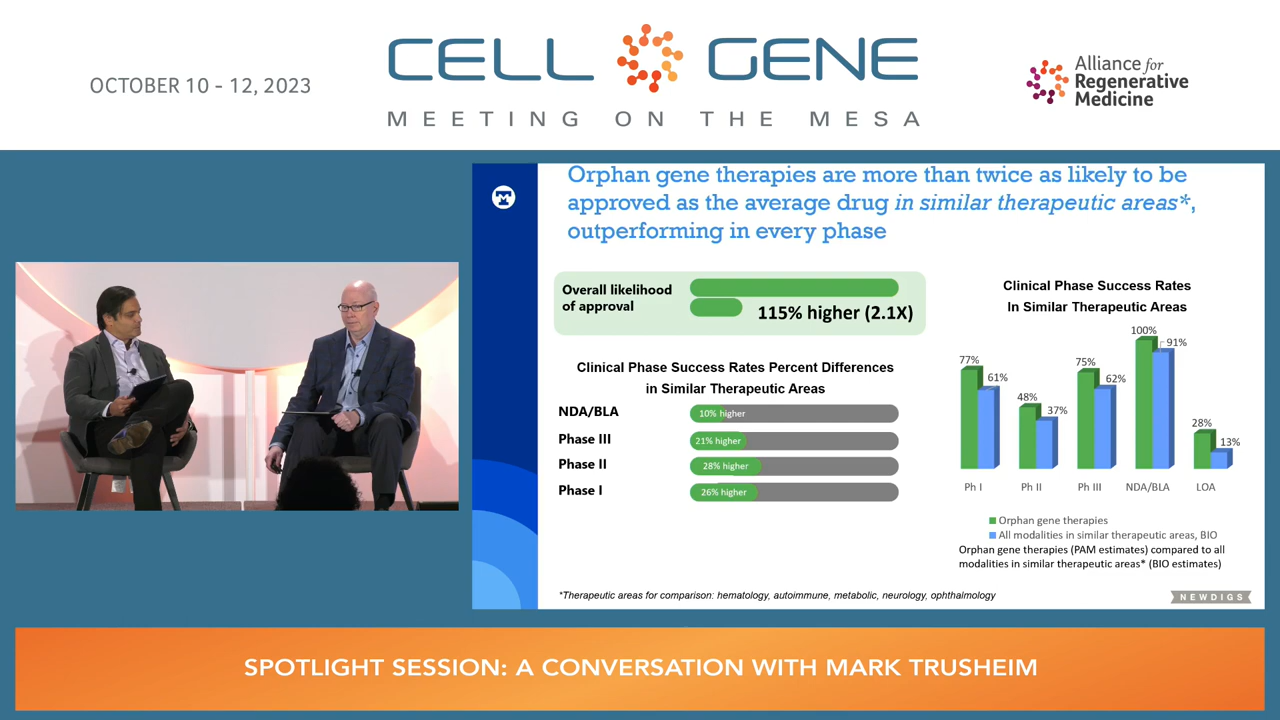 OCTOBER 10 - 12, 2023
CELL GENE
MEETING ON THE MESA
Alliance for
Regenerative
Medicine
Orphan gene therapies are more than twice as likely to be
approved as the average drug in similar therapeutic areas*,
outperforming in every phase
Overall likelihood
of approval
115% higher (2.1X)
Clinical Phase Success Rates Percent Differences
in Similar Therapeutic Areas
NDA/BLA
10% higher
Phase III
21% higher
Phase II
28% higher
Phase I
26% higher
Clinical Phase Success Rates
In Similar Therapeutic Areas
77%
61%
48%
37%
75%
62%
100%
91%
28%
13%
Ph I
Ph II
Ph III
NDA/BLA
LOA
Orphan gene therapies
All modalities in similar therapeutic areas, BIO
Orphan gene therapies (PAM estimates) compared to all
modalities in similar therapeutic areas* (BIO estimates)
*Therapeutic areas for comparison: hematology, autoimmune, metabolic, neurology, ophthalmology
NEWDIGS
SPOTLIGHT SESSION: A CONVERSATION WITH MARK TRUSHEIM